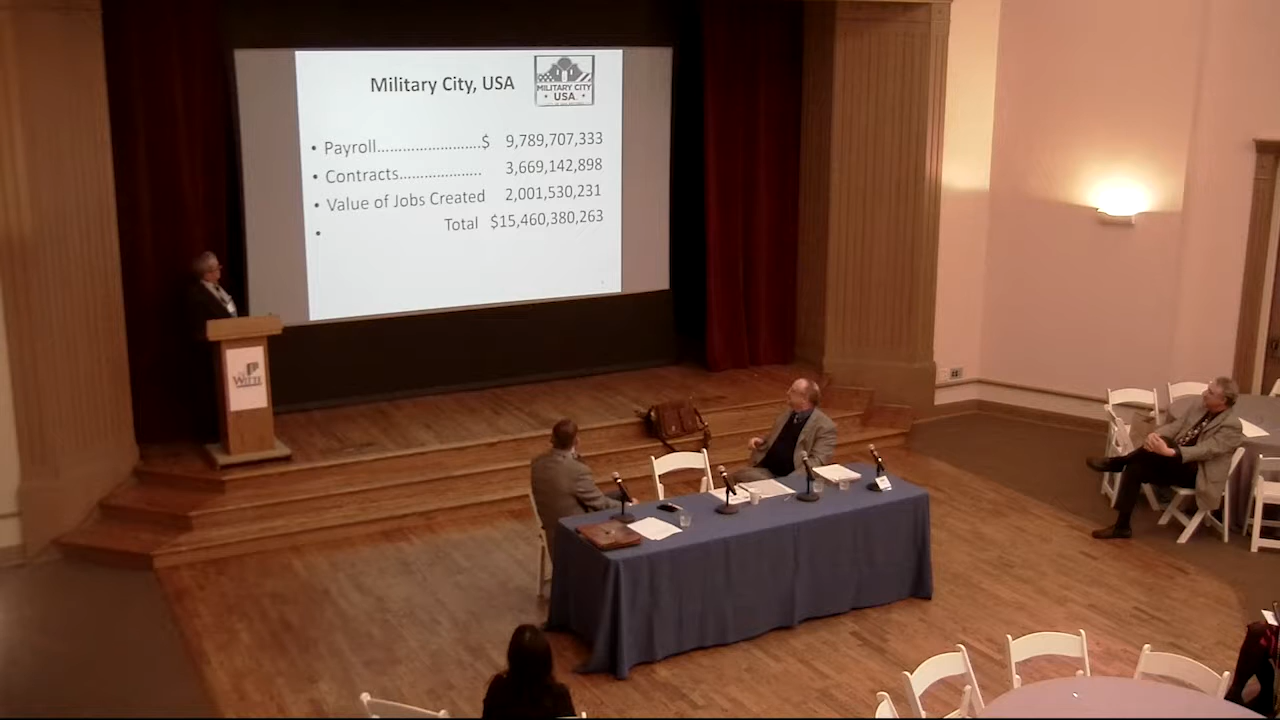 Military City, USA
MILITARY CITY
• USA •
• Payroll........................$ 9,789,707,333
• Contracts................... 3,669,142,898
• Value of Jobs Created 2,001,530,231
Total $15,460,380,263
•
WITTE